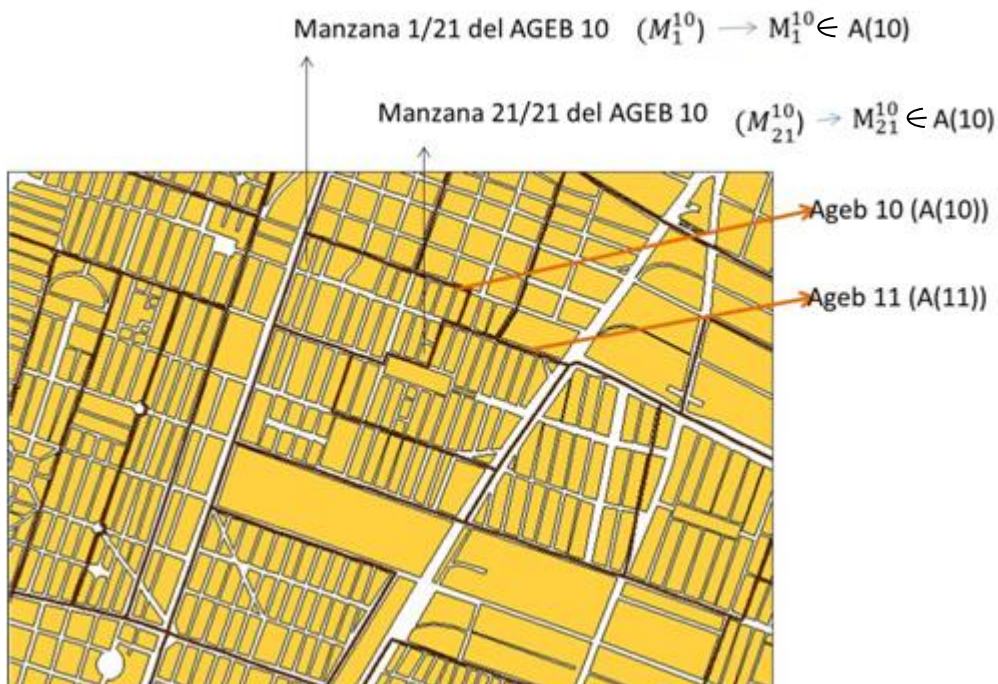 Manzana 1/21 del AGEB 10 (M₁¹⁰) → M₁¹⁰ ∈ A(10)
Manzana 21/21 del AGEB 10 (M₂₁¹⁰) → M₂₁¹⁰ ∈ A(10)
Ageb 10 (A(10))
Ageb 11 (A(11))